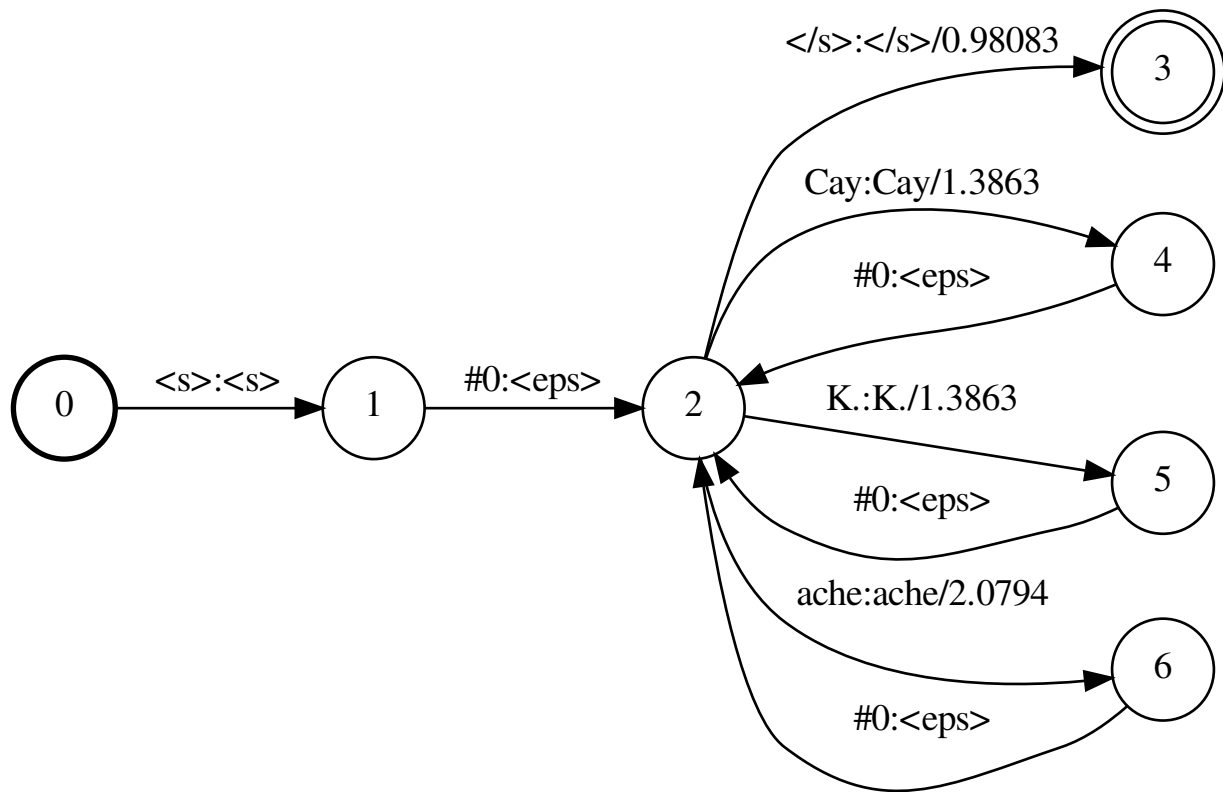 </s>:</s>/0.98083
3
Cay:Cay/1.3863
4
#0:<eps>
0
<s>:<s>
1
#0:<eps>
2
K.:K./1.3863
5
#0:<eps>
ache:ache/2.0794
6
#0:<eps>